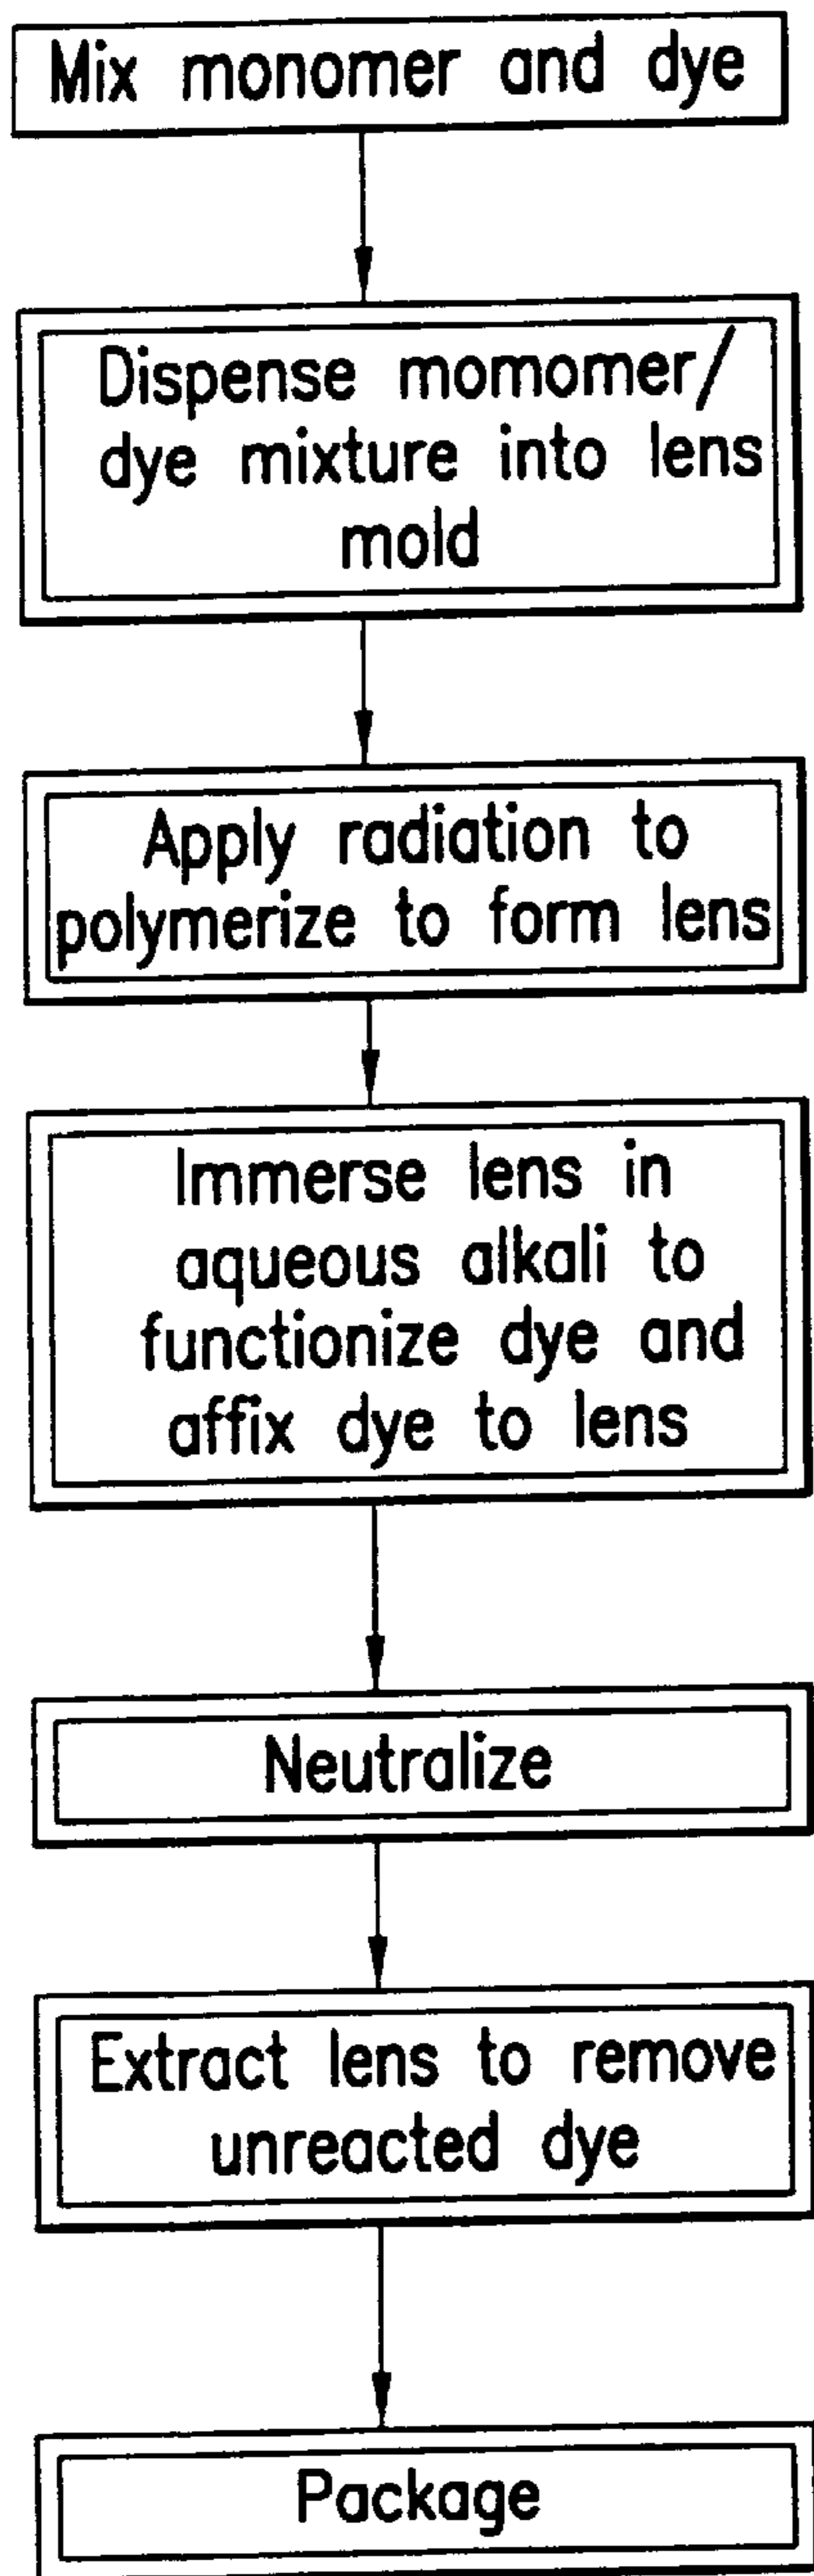 Mix monomer and dye
Dispense momomer/
dye mixture into lens
mold
Apply radiation to
polymerize to form lens
Immerse lens in
aqueous alkali to
functionize dye and
affix dye to lens
Neutralize
Extract lens to remove
unreacted dye
Package